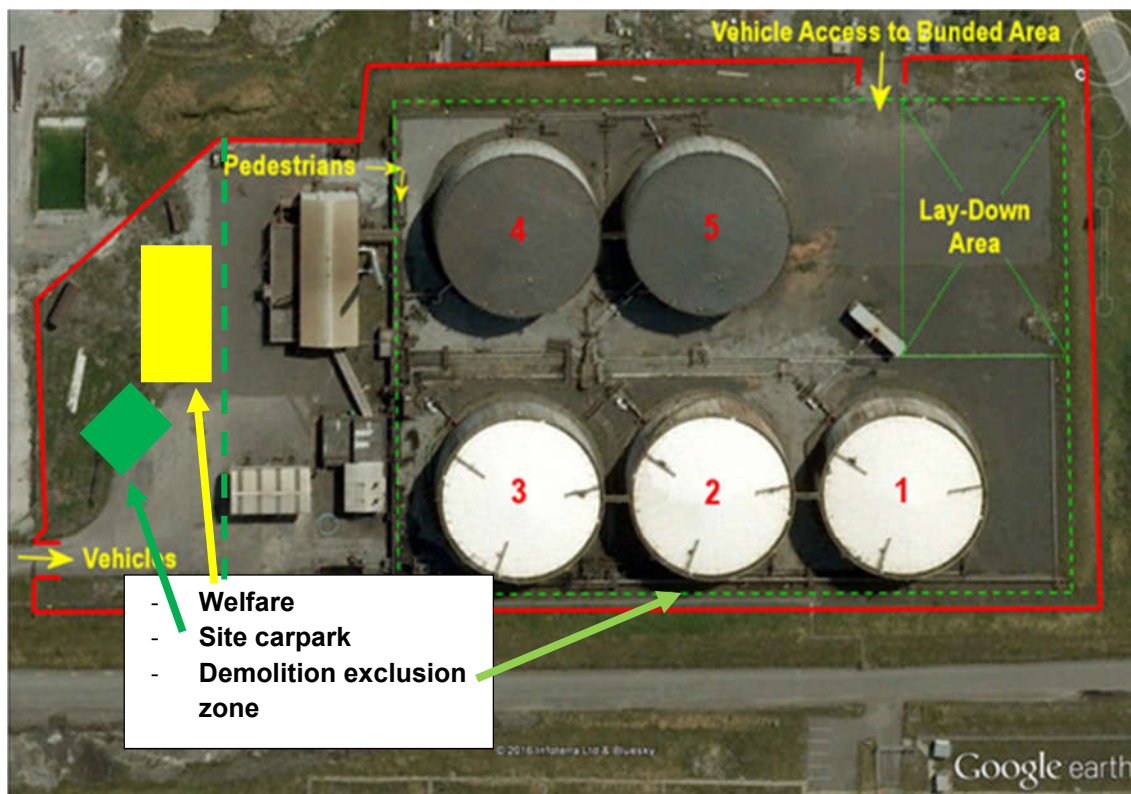 Vehicle Access to Bunded Area
Pedestrians
4
5
Lay-Down
Area
3
2
1
Vehicles
- Welfare
- Site carpark
- Demolition exclusion
zone
© 2016 Infoterra Ltd & Bluesky
Google earth